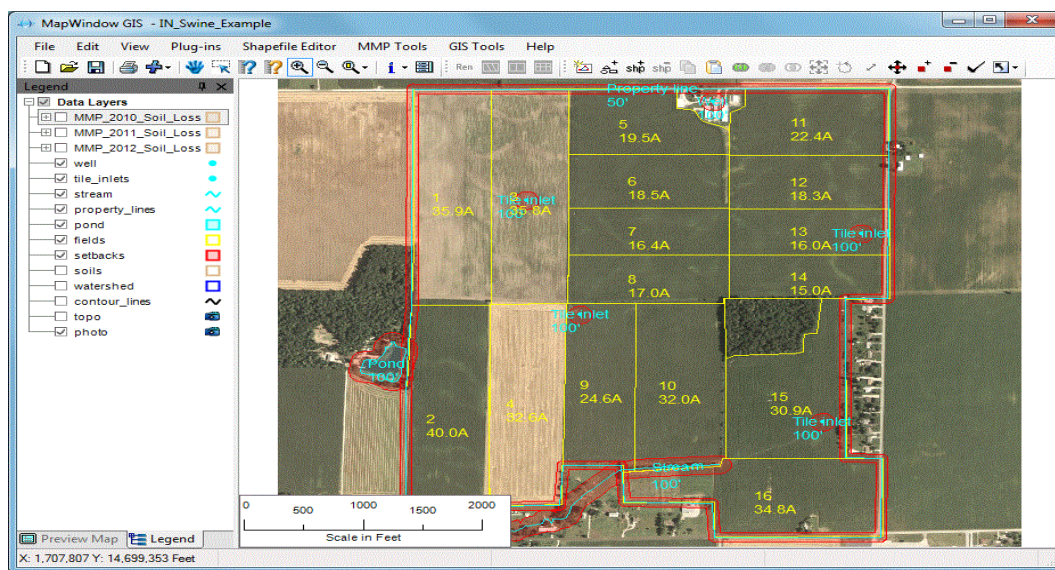 MapWindow GIS - IN_Swine_Example
File Edit View Plug-ins Shapefile Editor MMP Tools GIS Tools Help
Ren shp shp
Legend
Data Layers
MMP_2010_Soil_Loss
MMP_2011_Soil_Loss
MMP_2012_Soil_Loss
well
tile_inlets
stream
property_lines
pond
fields
setbacks
soils
watershed
contour_lines
topo
photo
Property line
50'
5
19.5A
11
22.4A
1
35.9A
3
35.8A
Tile inlet
100'
6
18.5A
12
18.3A
7
16.4A
13
16.0A
Tile inlet
100'
8
17.0A
14
15.0A
Tile inlet
100'
Pond
100'
2
40.0A
4
32.6A
9
24.6A
10
32.0A
15
30.9A
Tile inlet
100'
Stream
100'
16
34.8A
0 500 1000 1500 2000
Scale in Feet
Preview Map Legend
X: 1,707,807 Y: 14,699,353 Feet